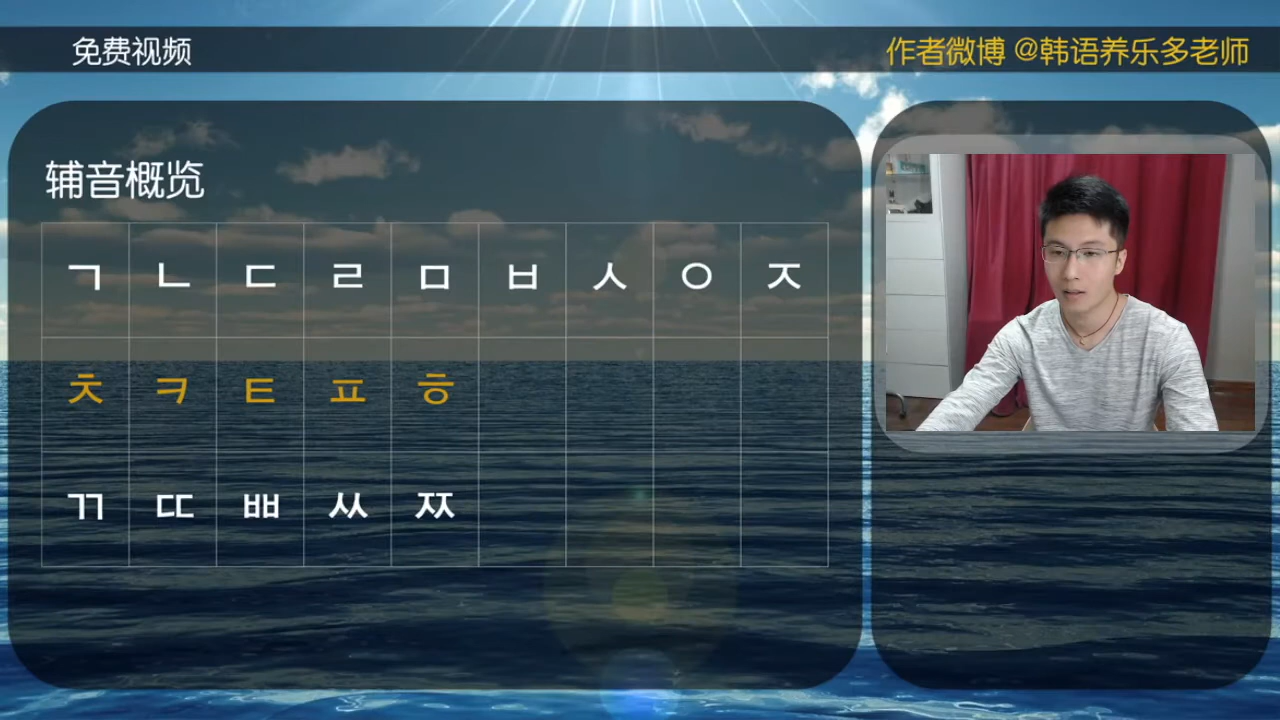 免费视频
作者微博 @韩语养乐多老师
辅音概览
ㄱ ㄴ ㄷ ㄹ ㅁ ㅂ ㅅ ㅇ ㅈ
ㅊ ㅋ ㅌ ㅍ ㅎ
ㄲ ㄸ ㅃ ㅆ ㅉ